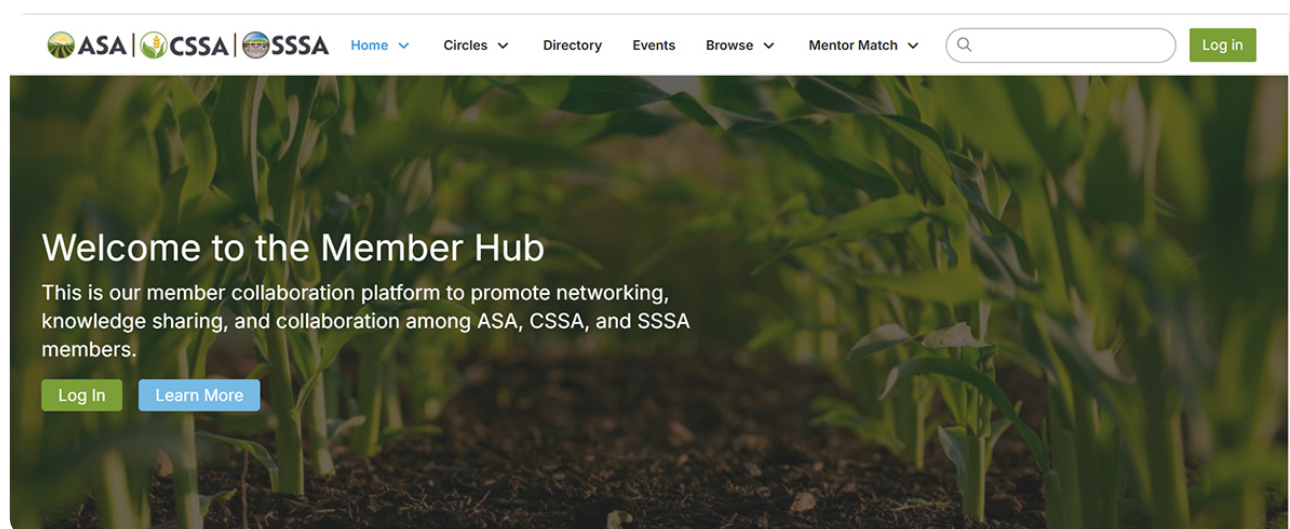 ASA CSSA SSSA Home Circles Directory Events Browse Mentor Match Log in
Welcome to the Member Hub
This is our member collaboration platform to promote networking,
knowledge sharing, and collaboration among ASA, CSSA, and SSSA
members.
Log In Learn More